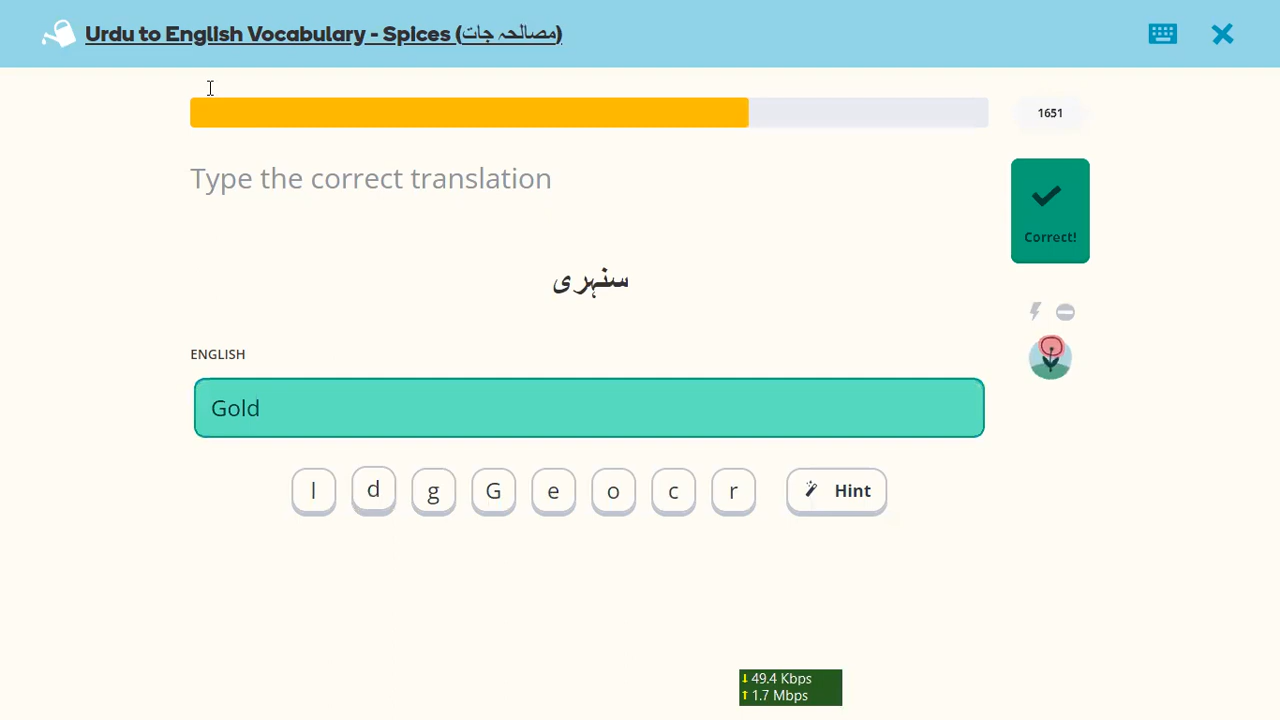 Urdu to English Vocabulary - Spices (مصالحہ جات)
1651
Type the correct translation
Correct!
سنہری
ENGLISH
Gold
l d g G e o c r Hint
↓ 49.4 Kbps
↑ 1.7 Mbps